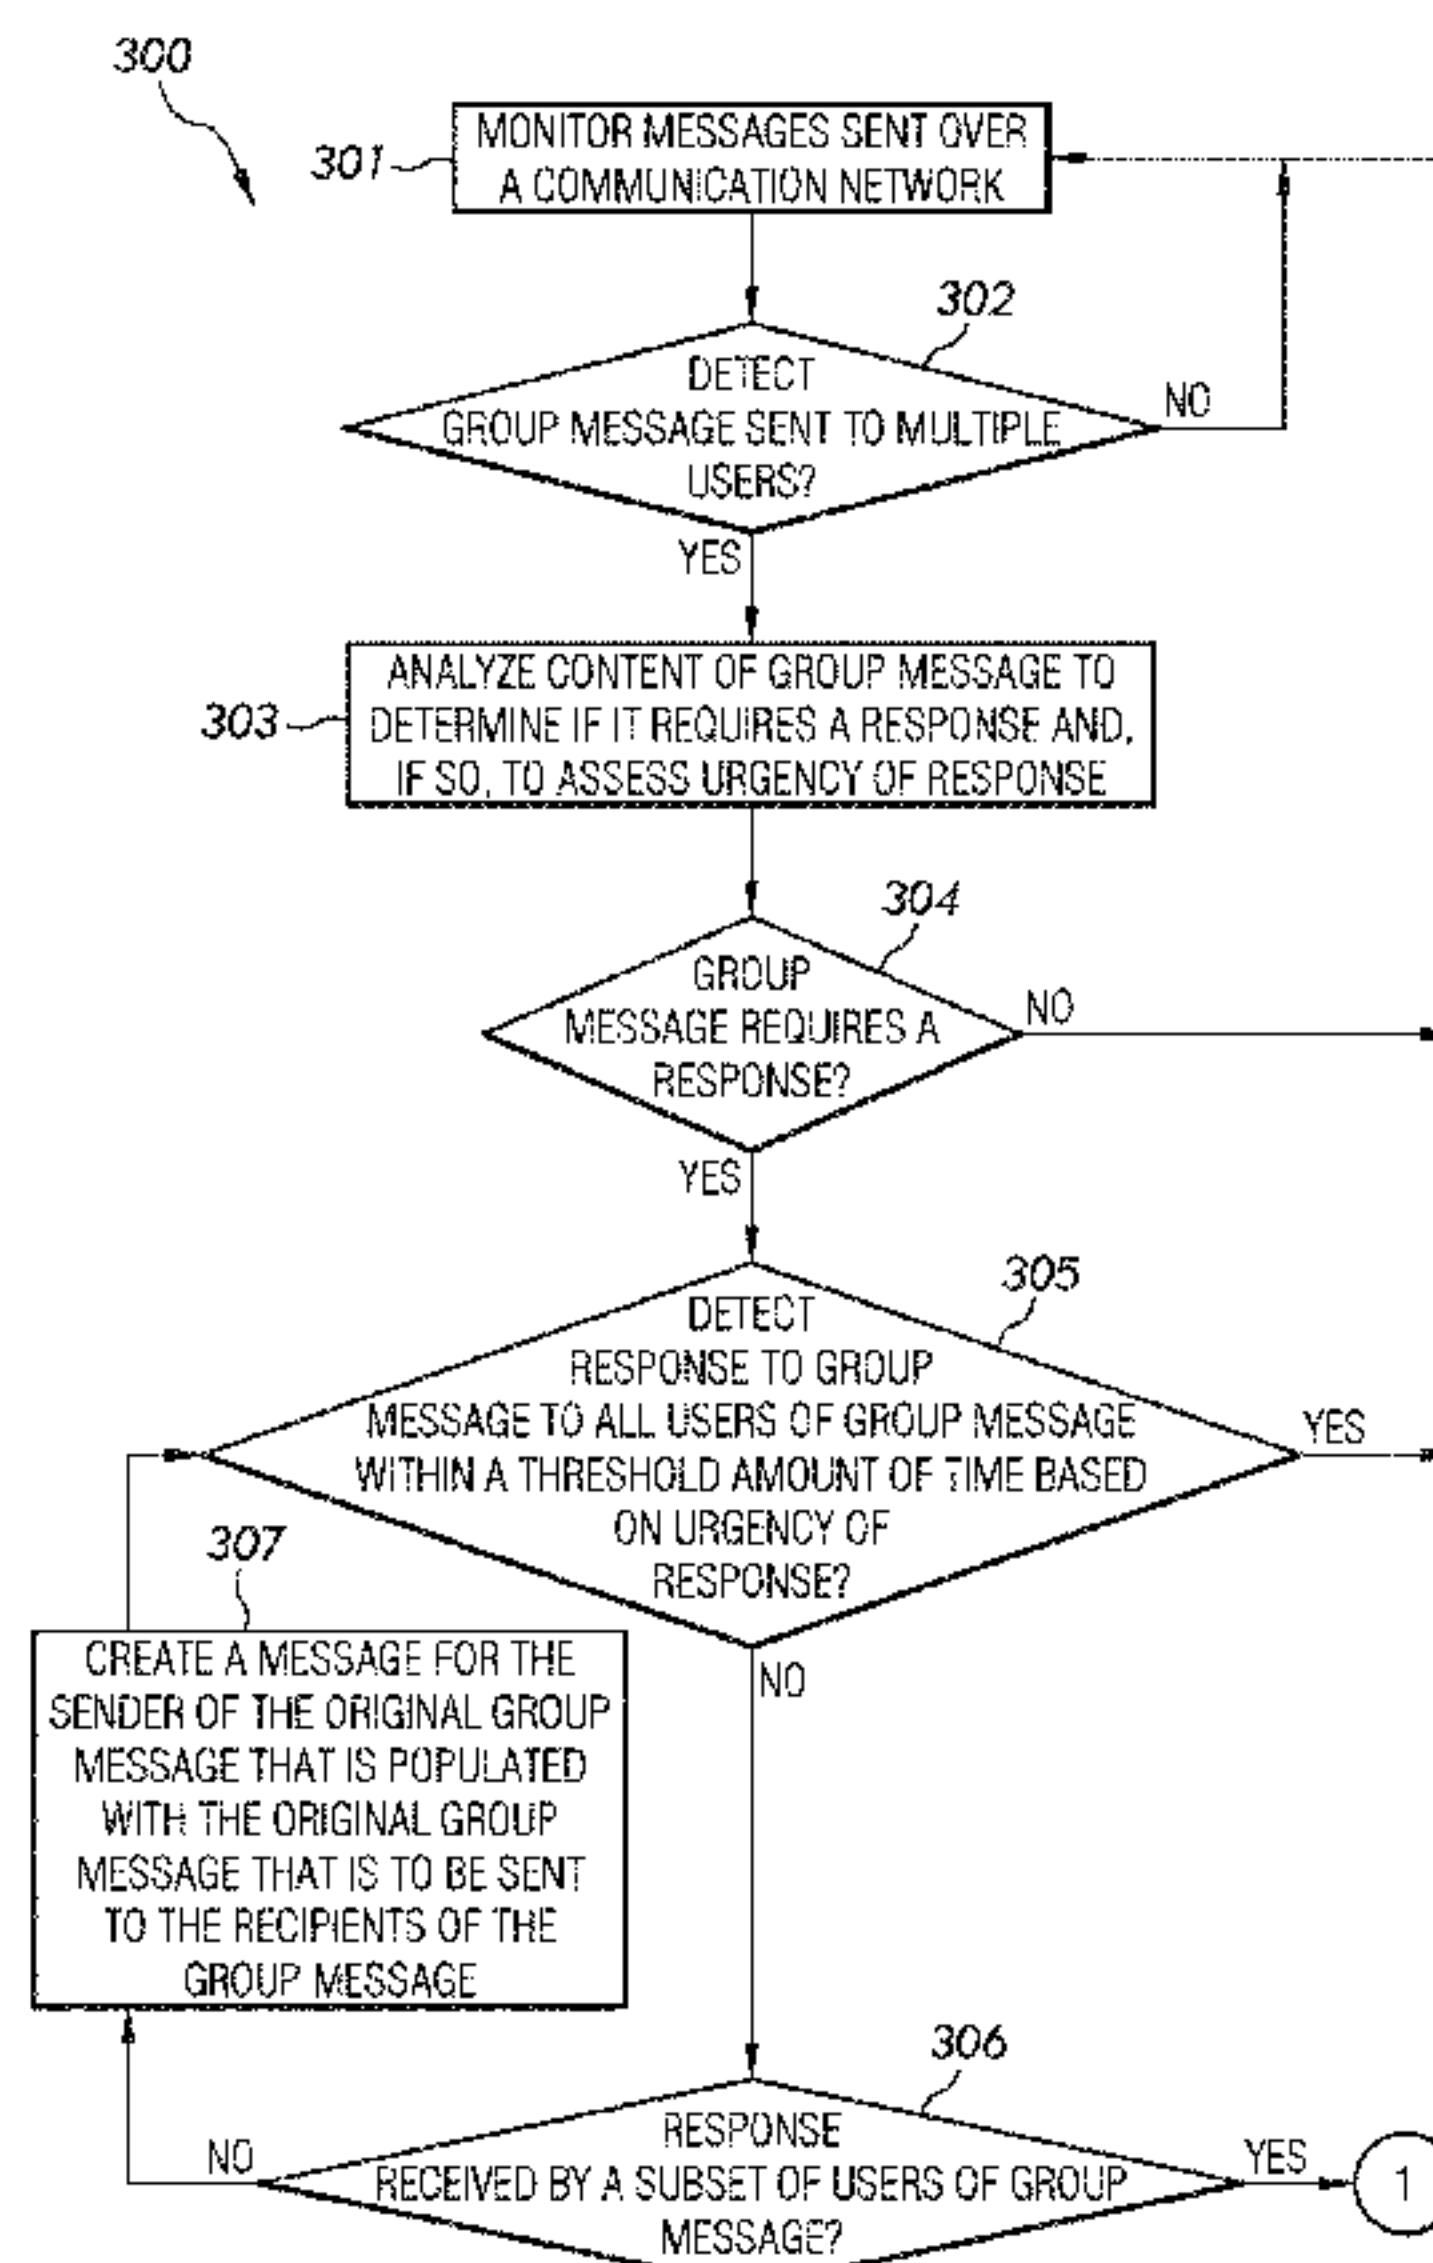 300
301
MONITOR MESSAGES SENT OVER
A COMMUNICATION NETWORK
302
DETECT
GROUP MESSAGE SENT TO MULTIPLE
USERS?
NO
YES
303
ANALYZE CONTENT OF GROUP MESSAGE TO
DETERMINE IF IT REQUIRES A RESPONSE AND,
IF SO, TO ASSESS URGENCY OF RESPONSE
304
GROUP
MESSAGE REQUIRES A
RESPONSE?
NO
YES
305
DETECT
RESPONSE TO GROUP
MESSAGE TO ALL USERS OF GROUP MESSAGE
WITHIN A THRESHOLD AMOUNT OF TIME BASED
ON URGENCY OF
RESPONSE?
YES
NO
307
CREATE A MESSAGE FOR THE
SENDER OF THE ORIGINAL GROUP
MESSAGE THAT IS POPULATED
WITH THE ORIGINAL GROUP
MESSAGE THAT IS TO BE SENT
TO THE RECIPIENTS OF THE
GROUP MESSAGE
306
RESPONSE
RECEIVED BY A SUBSET OF USERS OF GROUP
MESSAGE?
NO
YES
1